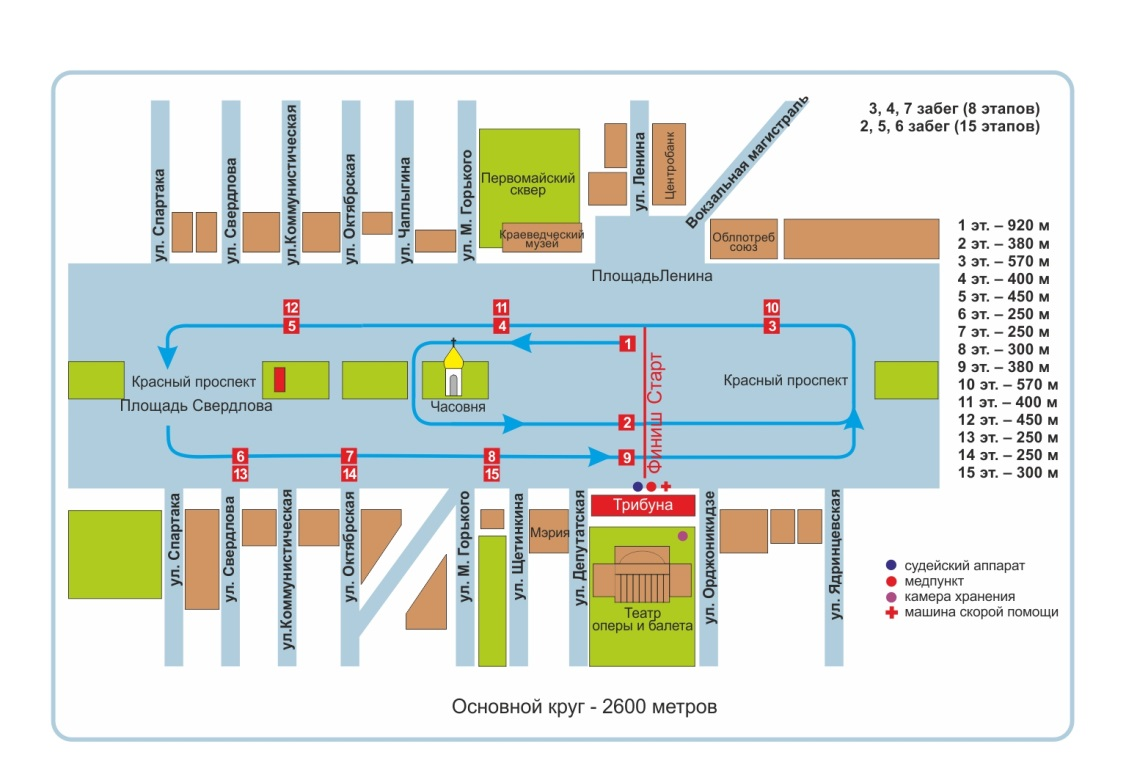 3, 4, 7 забег (8 этапов)
2, 5, 6 забег (15 этапов)
ул. Спартака
ул. Свердлова
ул.Коммунистическая
ул. Октябрская
ул. Чаплыгина
ул. М. Горького
Первомайский
сквер
Краеведческий
музей
ул. Ленина
Центробанк
Вокзальная магистраль
Облпотреб
союз
ПлощадьЛенина
1 эт. – 920 м
2 эт. – 380 м
3 эт. – 570 м
4 эт. – 400 м
5 эт. – 450 м
6 эт. – 250 м
7 эт. – 250 м
8 эт. – 300 м
9 эт. – 380 м
10 эт. – 570 м
11 эт. – 400 м
12 эт. – 450 м
13 эт. – 250 м
14 эт. – 250 м
15 эт. – 300 м
12
11
10
5
4
3
1
Финиш Старт
Красный проспект
Площадь Свердлова
Часовня
Красный проспект
2
6
7
8
9
13
14
15
Трибуна
ул. Спартака
ул. Свердлова
ул.Коммунистическая
ул. Октябрская
ул. М. Горького
ул. Щетинкина
Мэрия
ул. Депутатская
Театр
оперы и балета
ул. Орджоникидзе
ул. Ядринцевская
судейский аппарат
медпункт
камера хранения
машина скорой помощи
Основной круг - 2600 метров